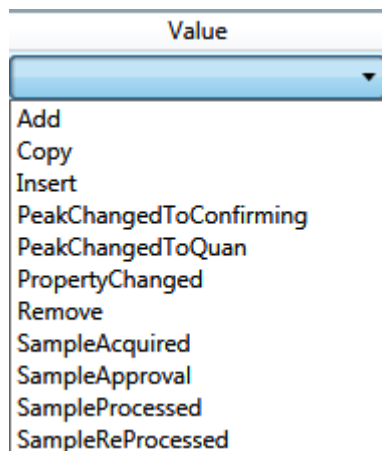 Value
Add
Copy
Insert
PeakChangedToConfirming
PeakChangedToQuan
PropertyChanged
Remove
SampleAcquired
SampleApproval
SampleProcessed
SampleReProcessed